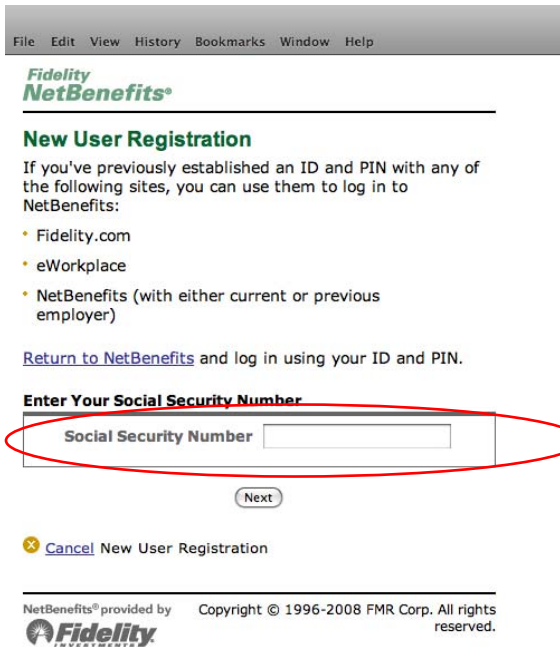 File Edit View History Bookmarks Window Help
Fidelity
NetBenefits®
New User Registration
If you've previously established an ID and PIN with any of
the following sites, you can use them to log in to
NetBenefits:
• Fidelity.com
• eWorkplace
• NetBenefits (with either current or previous
employer)
Return to NetBenefits and log in using your ID and PIN.
Enter Your Social Security Number
Social Security Number
Next
Cancel New User Registration
NetBenefits® provided by
Fidelity
INVESTMENTS
Copyright © 1996-2008 FMR Corp. All rights
reserved.